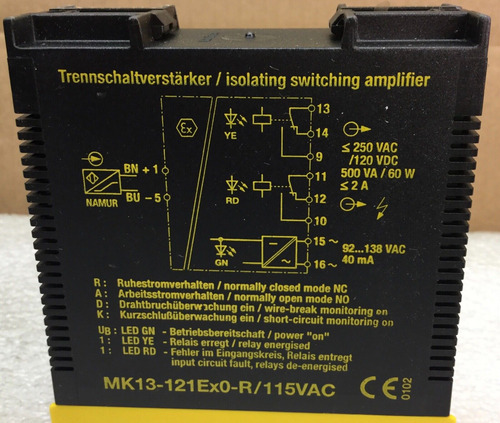 Trennschaltverstärker / isolating switching amplifier
13
YE
14
Ex
≤ 250 VAC
/120 VDC
9
BN + 1
11
500 VA / 60 W
≤ 2 A
NAMUR
BU - 5
RD
12
10
15 ~
92...138 VAC
GN
16 ~
40 mA
R : Ruhestromverhalten / normally closed mode NC
A : Arbeitsstromverhalten / normally open mode NO
D : Drahtbruchüberwachung ein / wire-break monitoring on
K : Kurzschlußüberwachung ein / short-circuit monitoring on
UB : LED GN - Betriebsbereitschaft / power "on"
1 : LED YE - Relais erregt / relay energised
1 : LED RD - Fehler im Eingangskreis, Relais entregt
input circuit fault, relays de-energised
MK13-121Ex0-R/115VAC
CE
0102